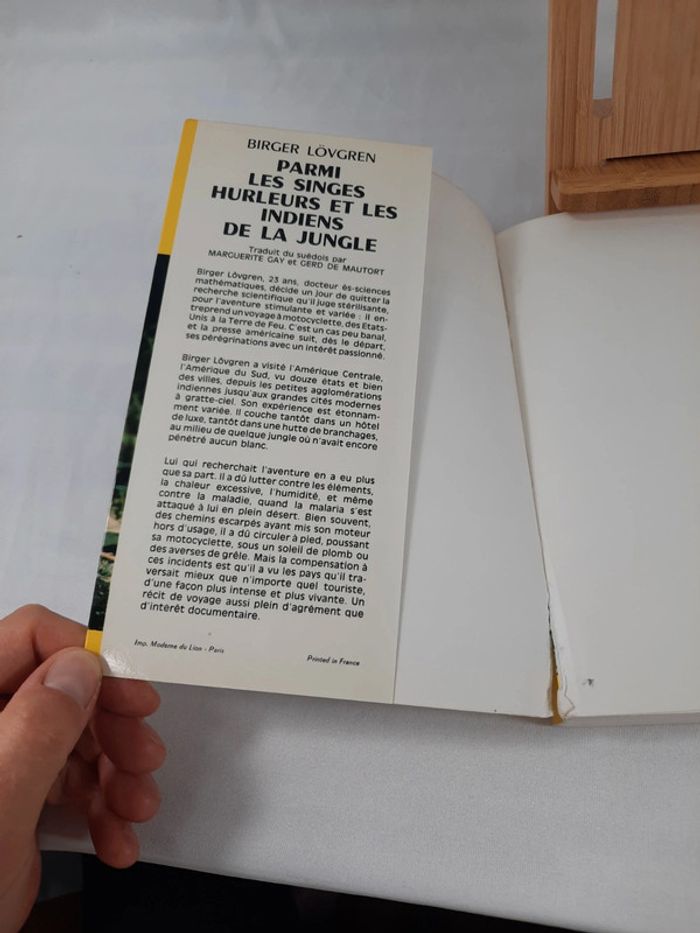 BIRGER LÖVGREN
PARMI
LES SINGES
HURLEURS ET LES
INDIENS
DE LA JUNGLE
Traduit du suédois par
MARGUERITE GAY et GERD DE MAUTORT
Birger Lövgren, 23 ans, docteur ès-sciences
mathématiques, décide un jour de quitter la
recherche scientifique qu'il juge stérilisante,
pour l'aventure stimulante et variée : il en-
treprend un voyage à motocyclette, des Etats-
Unis à la Terre de Feu. C'est un cas peu banal,
et la presse américaine suit, dès le départ,
ses pérégrinations avec un intérêt passionné.
Birger Lövgren a visité l'Amérique Centrale,
l'Amérique du Sud, vu douze états et bien
des villes, depuis les petites agglomérations
indiennes jusqu'aux grandes cités modernes
à gratte-ciel. Son expérience est étonnam-
ment variée. Il couche tantôt dans un hôtel
de luxe, tantôt dans une hutte de branchages,
au milieu de quelque jungle où n'avait encore
pénétré aucun blanc.
Lui qui recherchait l'aventure en a eu plus
que sa part. Il a dû lutter contre les éléments,
la chaleur excessive, l'humidité, et même
contre la maladie, quand la malaria s'est
attaqué à lui en plein désert. Bien souvent,
des chemins escarpés ayant mis son moteur
hors d'usage, il a dû circuler à pied, poussant
sa motocyclette, sous un soleil de plomb ou
des averses de grêle. Mais la compensation à
ces incidents est qu'il a vu les pays qu'il tra-
versait mieux que n'importe quel touriste,
d'une façon plus intense et plus vivante. Un
récit de voyage aussi plein d'agrément que
d'intérêt documentaire.
Imp. Moderne du Lion - Paris
Printed in France